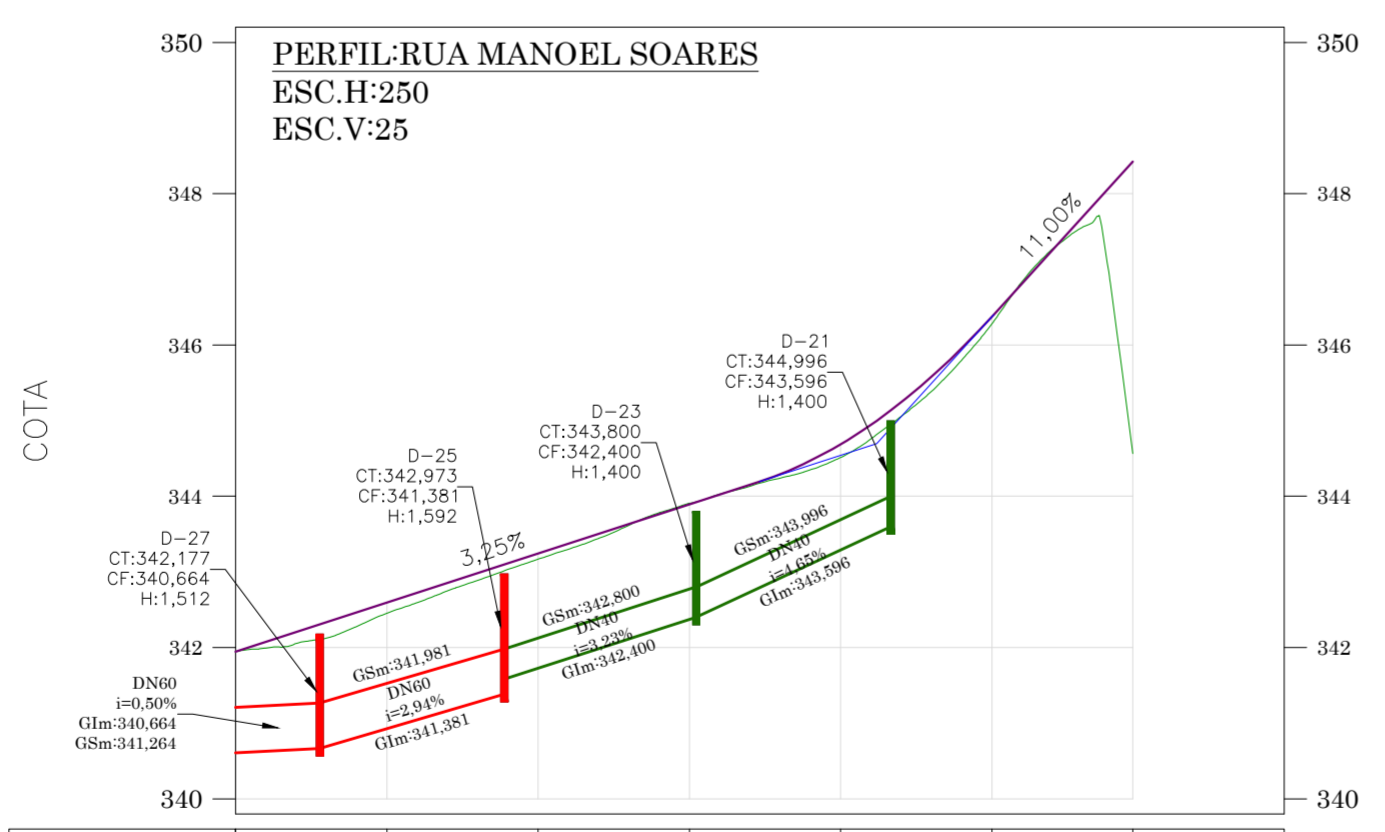 PERFIL:RUA MANOEL SOARES
ESC.H:250
ESC.V:25
COTA
350
348
346
344
342
340
350
348
346
344
342
340
11,00%
3,25%
D-21
CT:344,996
CF:343,596
H:1,400
D-23
CT:343,800
CF:342,400
H:1,400
D-25
CT:342,973
CF:341,381
H:1,592
D-27
CT:342,177
CF:340,664
H:1,512
GSm:343,996
DN40
i=4,65%
GIm:343,596
GSm:342,800
DN40
i=3,23%
GIm:342,400
GSm:341,981
DN60
i=2,94%
GIm:341,381
DN60
i=0,50%
GIm:340,664
GSm:341,264